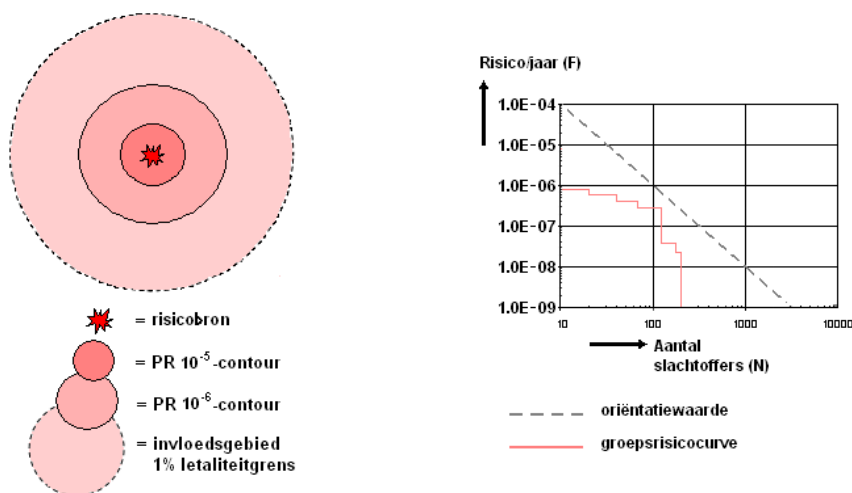 = risicobron
= PR 10-5-contour
= PR 10-6-contour
= invloedsgebied
1% letaliteitgrens
Risico/jaar (F)
1.0E-04
1.0E-05
1.0E-06
1.0E-07
1.0E-08
1.0E-09
10 100 1000 10000
Aantal
slachtoffers (N)
oriëntatiewaarde
groepsrisicocurve